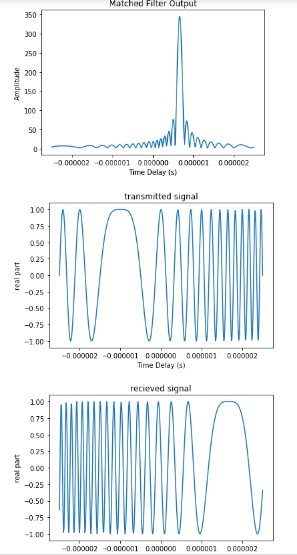 Matched Filter Output
350
300
250
200
150
100
50
0
Amplitude
−0.000002 −0.000001 0.000000 0.000001 0.000002
Time Delay (s)
transmitted signal
1.00
0.75
0.50
0.25
0.00
−0.25
−0.50
−0.75
−1.00
real part
−0.000002 −0.000001 0.000000 0.000001 0.000002
Time Delay (s)
recieved signal
1.00
0.75
0.50
0.25
0.00
−0.25
−0.50
−0.75
−1.00
real part
−0.000002 −0.000001 0.000000 0.000001 0.000002